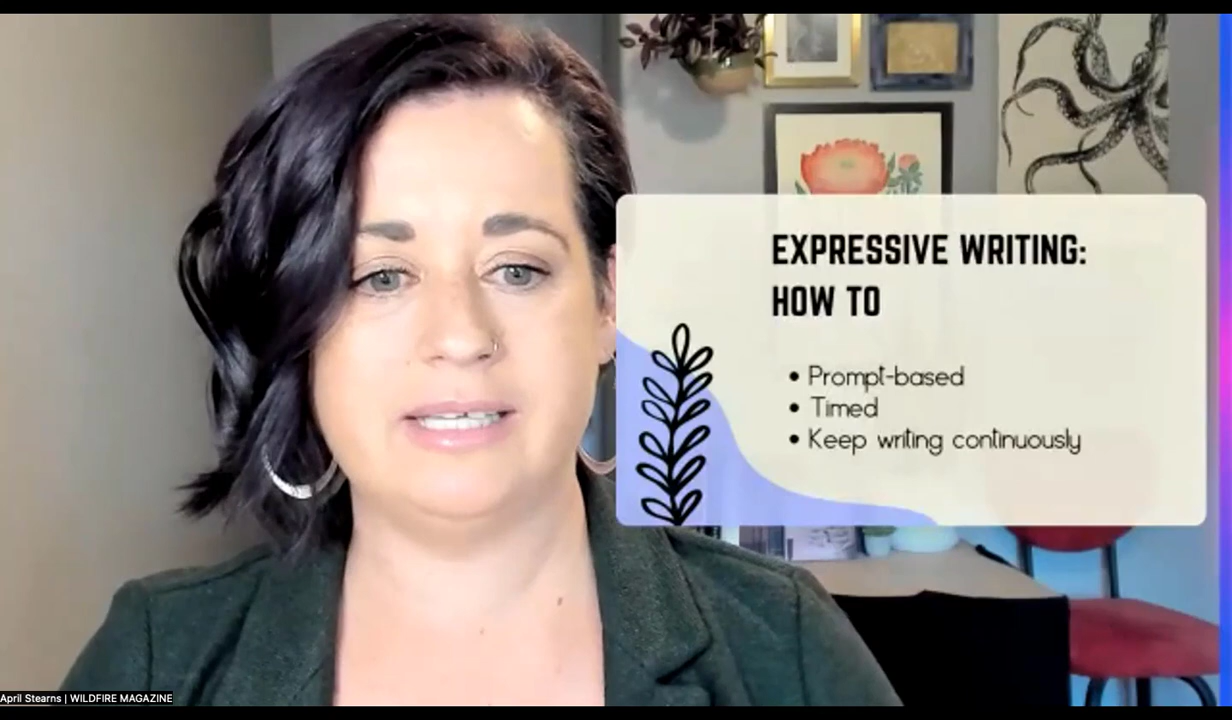 EXPRESSIVE WRITING:
HOW TO
• Prompt-based
• Timed
• Keep writing continuously
April Stearns | WILDFIRE MAGAZINE